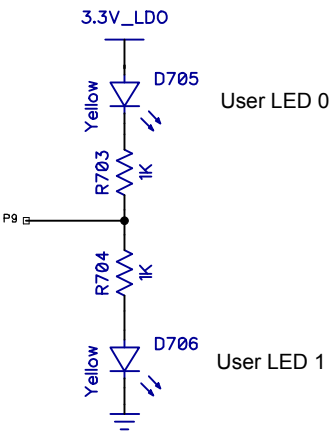 3.3V_LDO
D705
Yellow
User LED 0
R703
1K
P9
R704
1K
D706
Yellow
User LED 1